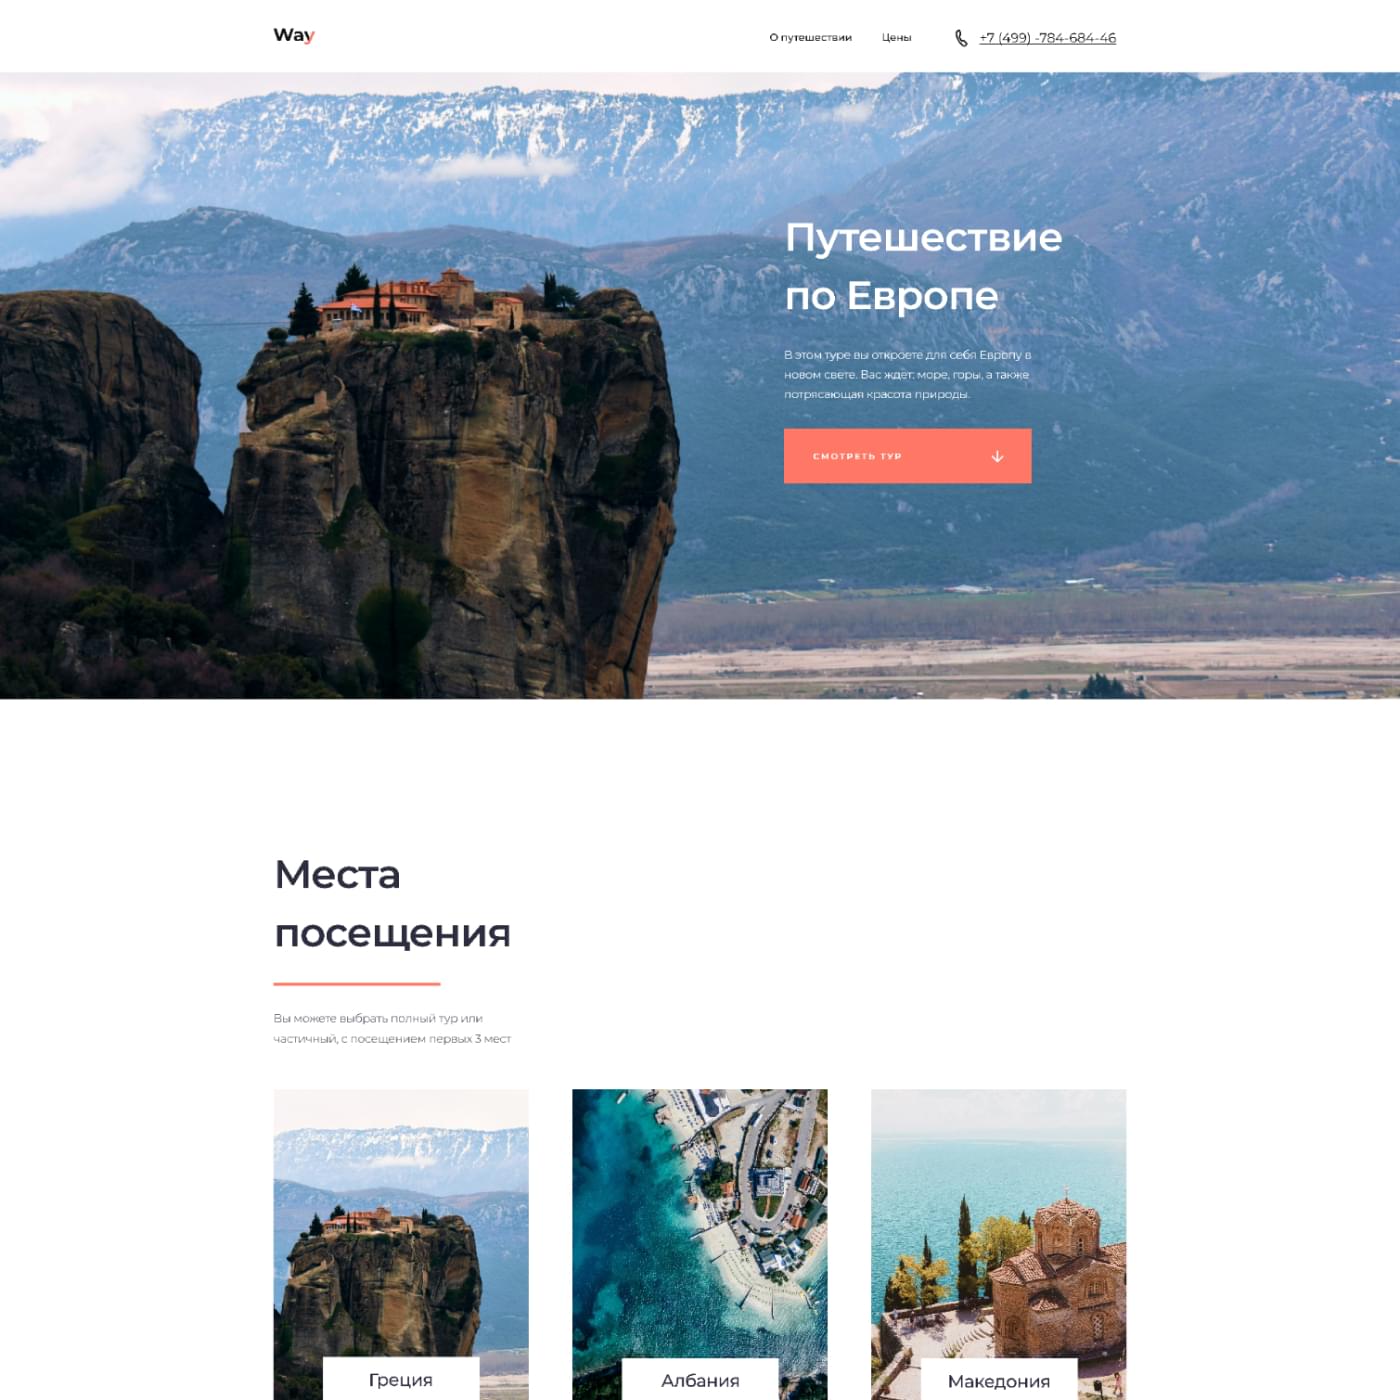 Way
О путешествии
Цены
+7 (499) -784-684-46
Путешествие
по Европе
В этом туре вы откроете для себя Европу в
новом свете. Вас ждет: море, горы, а также
потрясающая красота природы.
СМОТРЕТЬ ТУР
Места
посещения
Вы можете выбрать полный тур или
частичный, с посещением первых 3 мест
Греция
Албания
Македония